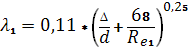 λ₁ = 0,11 * (Δ/d + 68/Re₁)^0,25